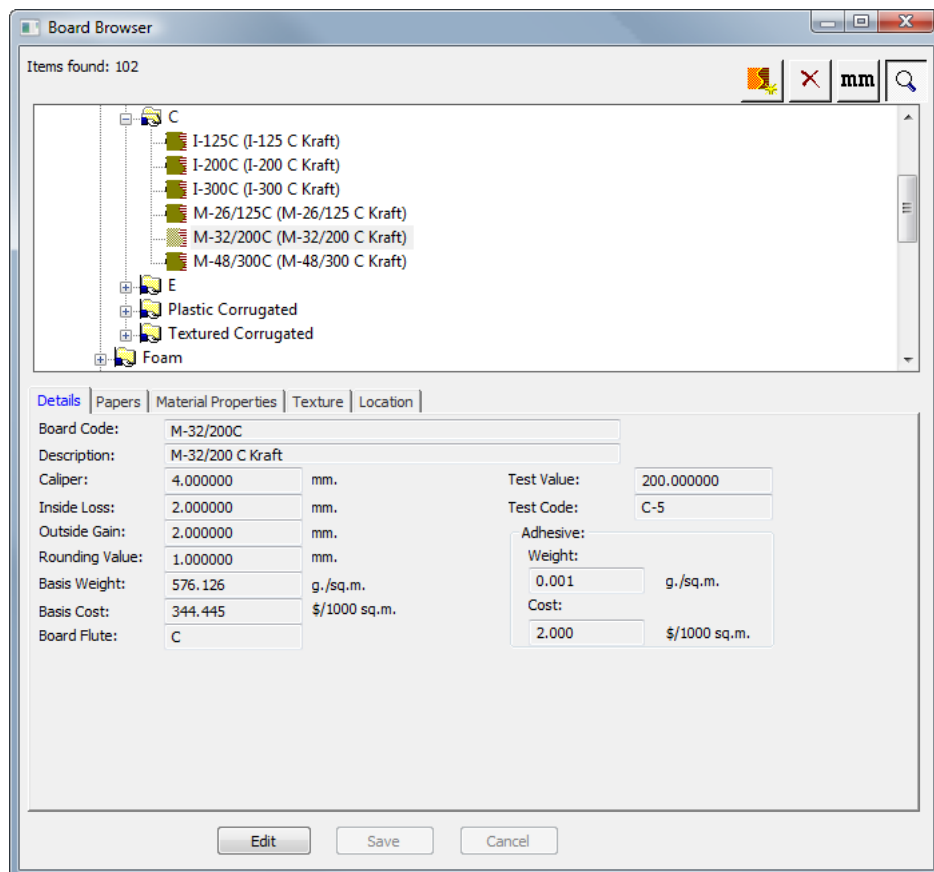 Board Browser
Items found: 102
mm
C
I-125C (I-125 C Kraft)
I-200C (I-200 C Kraft)
I-300C (I-300 C Kraft)
M-26/125C (M-26/125 C Kraft)
M-32/200C (M-32/200 C Kraft)
M-48/300C (M-48/300 C Kraft)
E
Plastic Corrugated
Textured Corrugated
Foam
Details Papers Material Properties Texture Location
Board Code: M-32/200C
Description: M-32/200 C Kraft
Caliper: 4.000000 mm. Test Value: 200.000000
Inside Loss: 2.000000 mm. Test Code: C-5
Outside Gain: 2.000000 mm. Adhesive:
Rounding Value: 1.000000 mm. Weight:
Basis Weight: 576.126 g./sq.m. 0.001 g./sq.m.
Basis Cost: 344.445 $/1000 sq.m. Cost:
Board Flute: C 2.000 $/1000 sq.m.
Edit Save Cancel